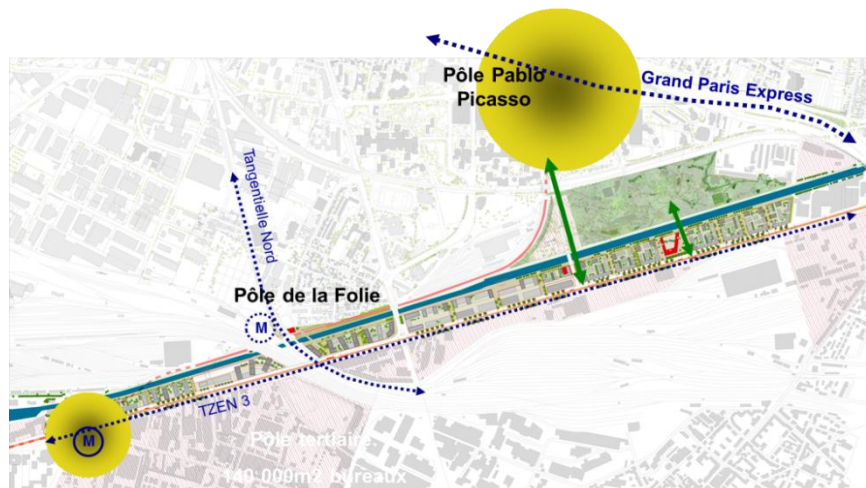 Pôle Pablo
Picasso
Grand Paris Express
Tangentielle Nord
Pôle de la Folie
M
TZEN 3
M
Pôle tertiaire
140 000m2 bureaux